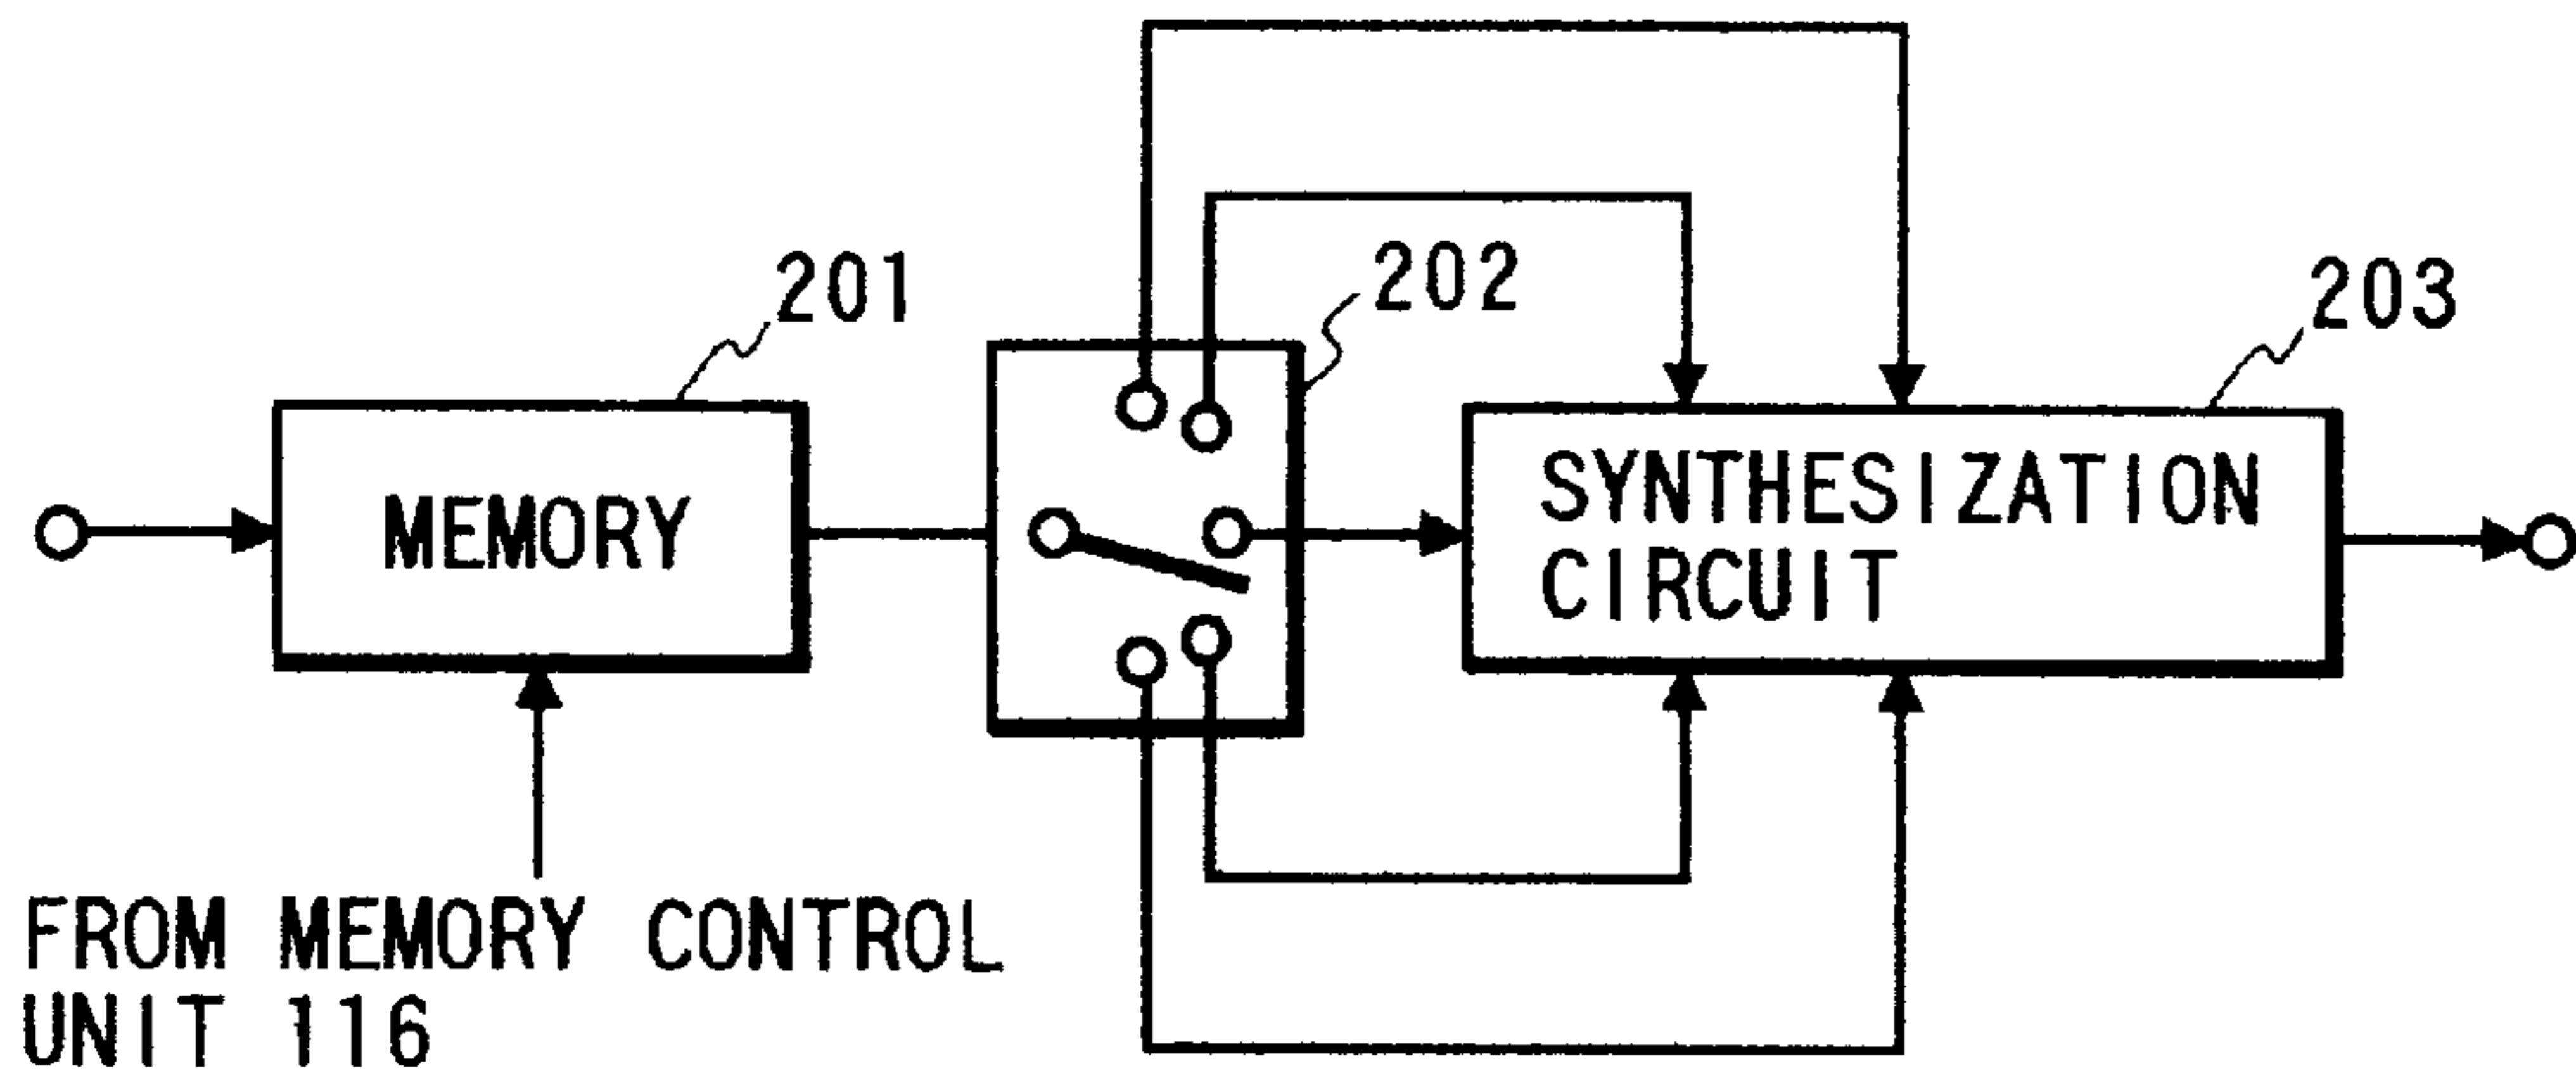 201
202
203
MEMORY
SYNTHESIZATION
CIRCUIT
FROM MEMORY CONTROL
UNIT 116